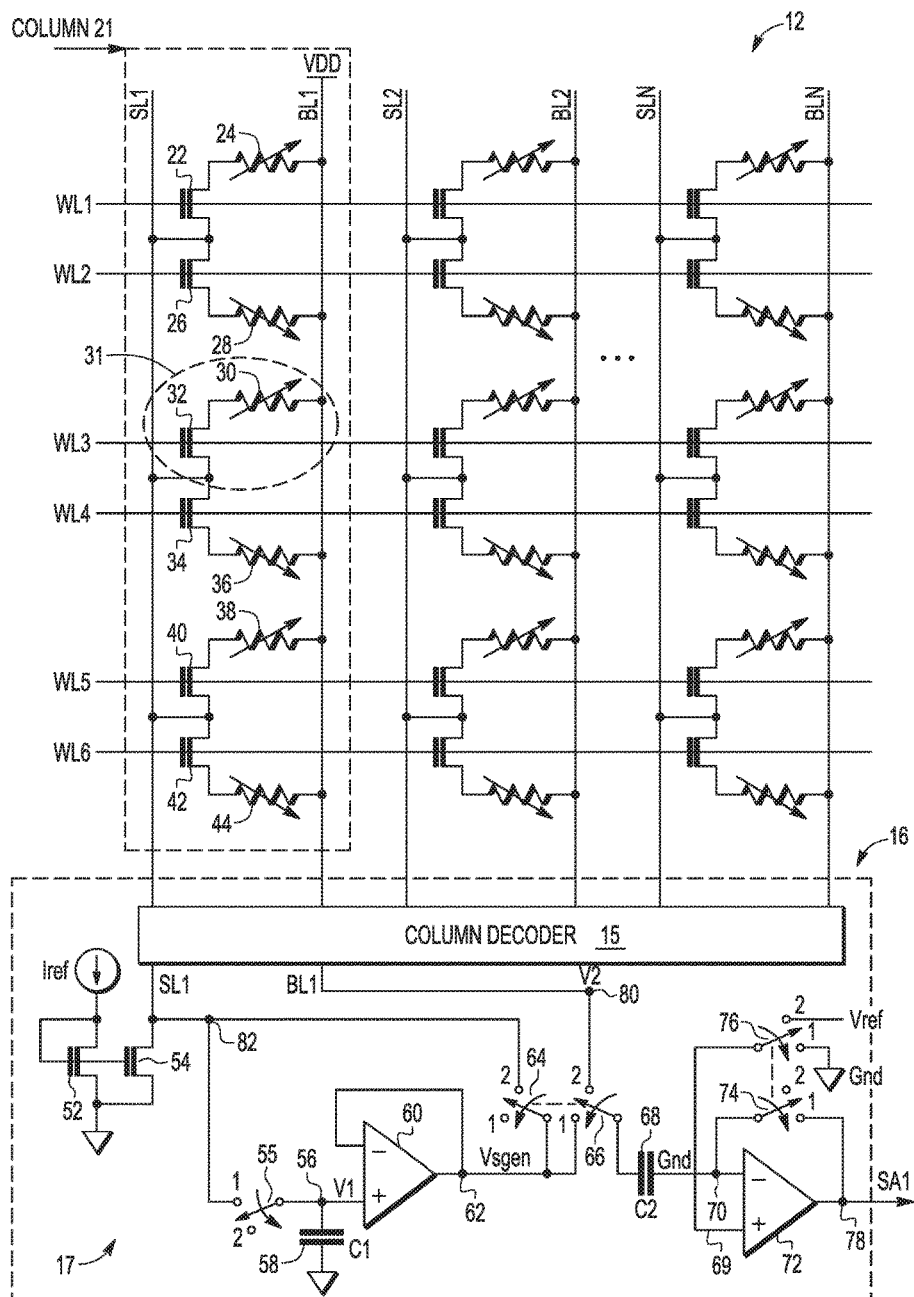 COLUMN 21
12
VDD
SL1
BL1
SL2
BL2
SLN
BLN
24
22
WL1
WL2
26
28
31
30
32
WL3
WL4
34
36
38
40
WL5
WL6
42
44
16
COLUMN DECODER 15
Iref
SL1
BL1
V2
80
82
52
54
2
64
2
76
2
1
Vref
Gnd
60
1
1
66
68
Gnd
74
2
1
1
55
56
V1
Vsgen
62
70
SA1
2
58
C1
C2
69
72
78
17